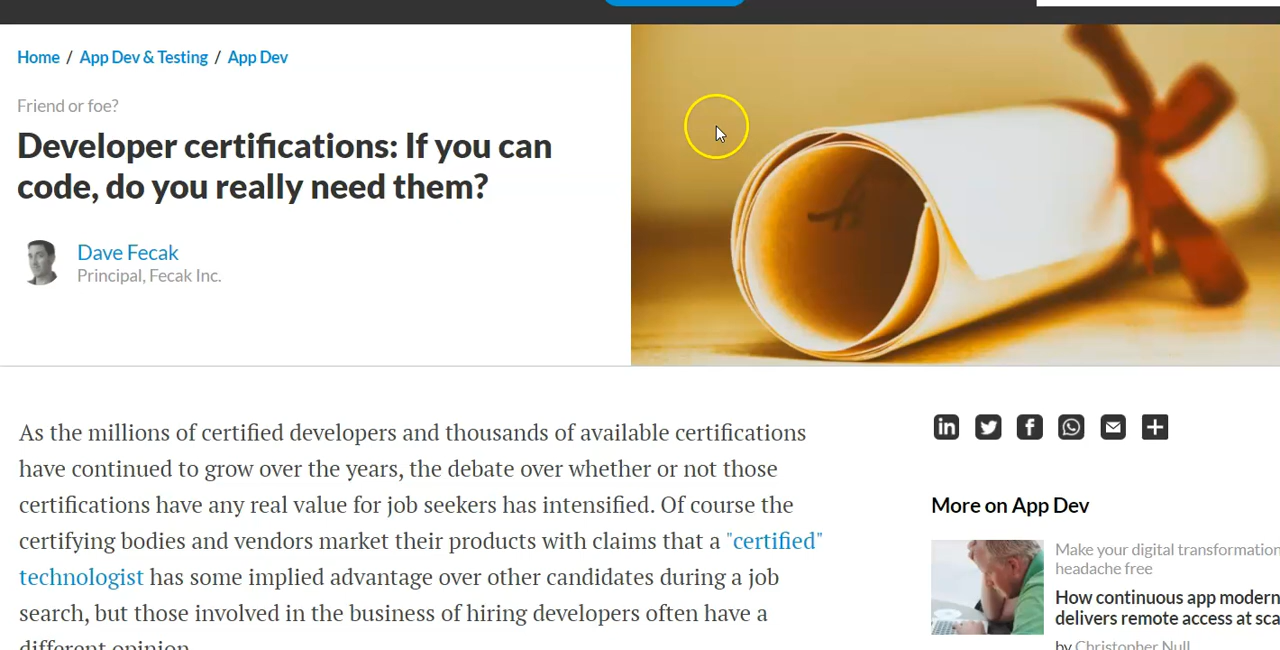 Home / App Dev & Testing / App Dev
Friend or foe?
Developer certifications: If you can
code, do you really need them?
Dave Fecak
Principal, Fecak Inc.
As the millions of certified developers and thousands of available certifications
have continued to grow over the years, the debate over whether or not those
certifications have any real value for job seekers has intensified. Of course the
certifying bodies and vendors market their products with claims that a "certified"
technologist has some implied advantage over other candidates during a job
search, but those involved in the business of hiring developers often have a
different opinion.
More on App Dev
Make your digital transformation
headache free
How continuous app modern
delivers remote access at sca
by Christopher Null